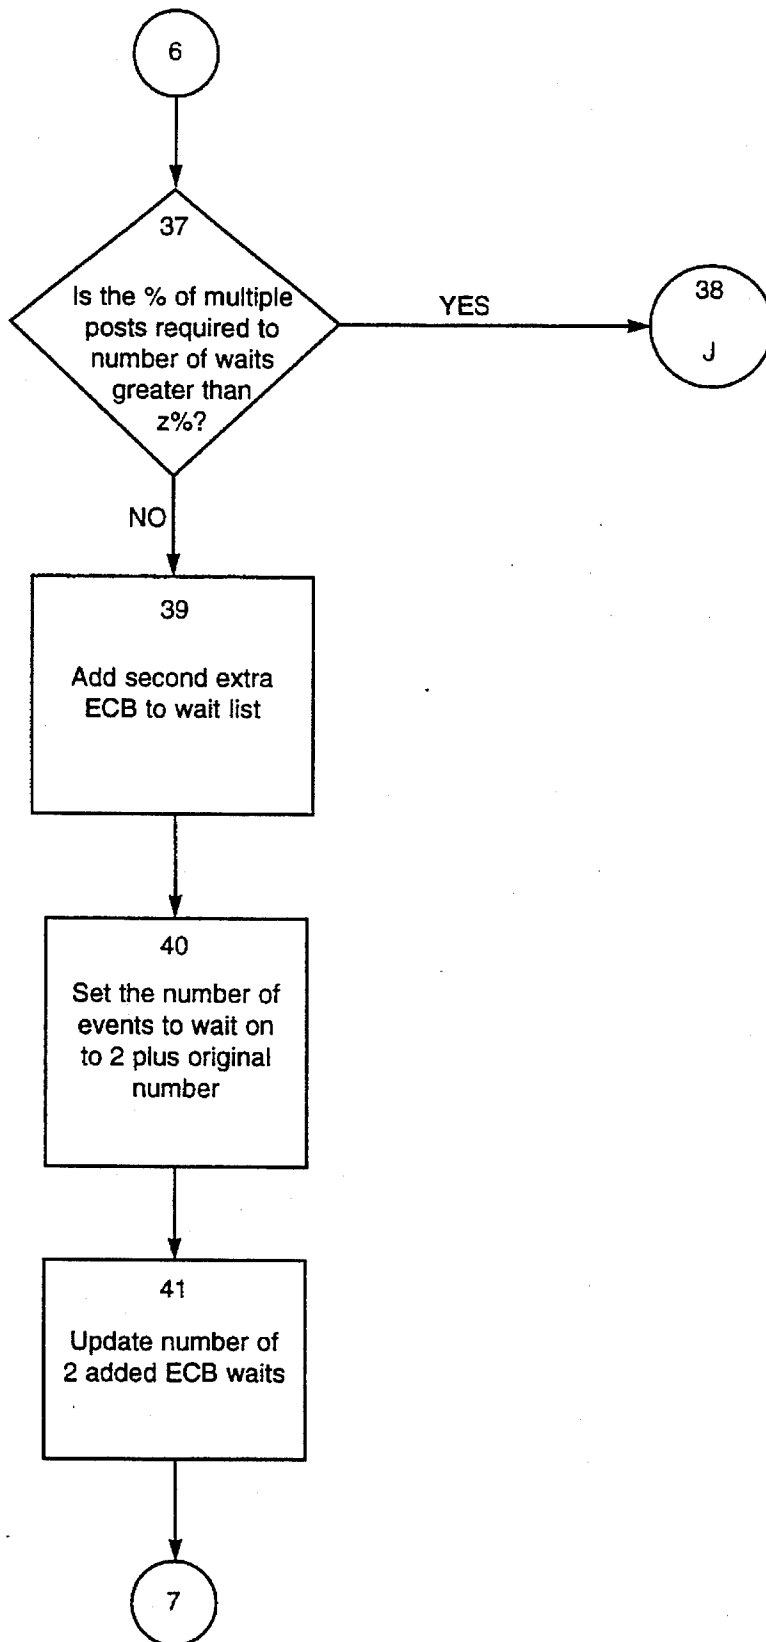 6
37
Is the % of multiple
posts required to
number of waits
greater than
z%?
YES
38
J
NO
39
Add second extra
ECB to wait list
40
Set the number of
events to wait on
to 2 plus original
number
41
Update number of
2 added ECB waits
7